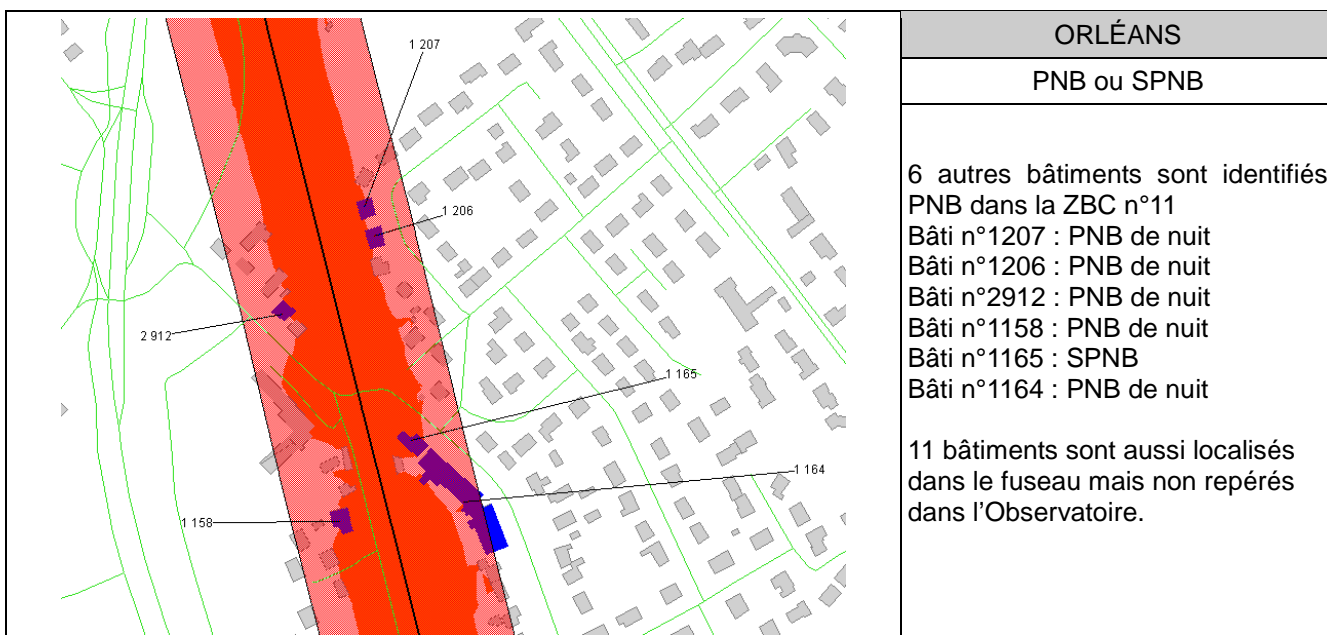 1 207
1 206
2 912
1 165
1 164
1 158
ORLÉANS
PNB ou SPNB
6 autres bâtiments sont identifiés
PNB dans la ZBC n°11
Bâti n°1207 : PNB de nuit
Bâti n°1206 : PNB de nuit
Bâti n°2912 : PNB de nuit
Bâti n°1158 : PNB de nuit
Bâti n°1165 : SPNB
Bâti n°1164 : PNB de nuit
11 bâtiments sont aussi localisés
dans le fuseau mais non repérés
dans l’Observatoire.